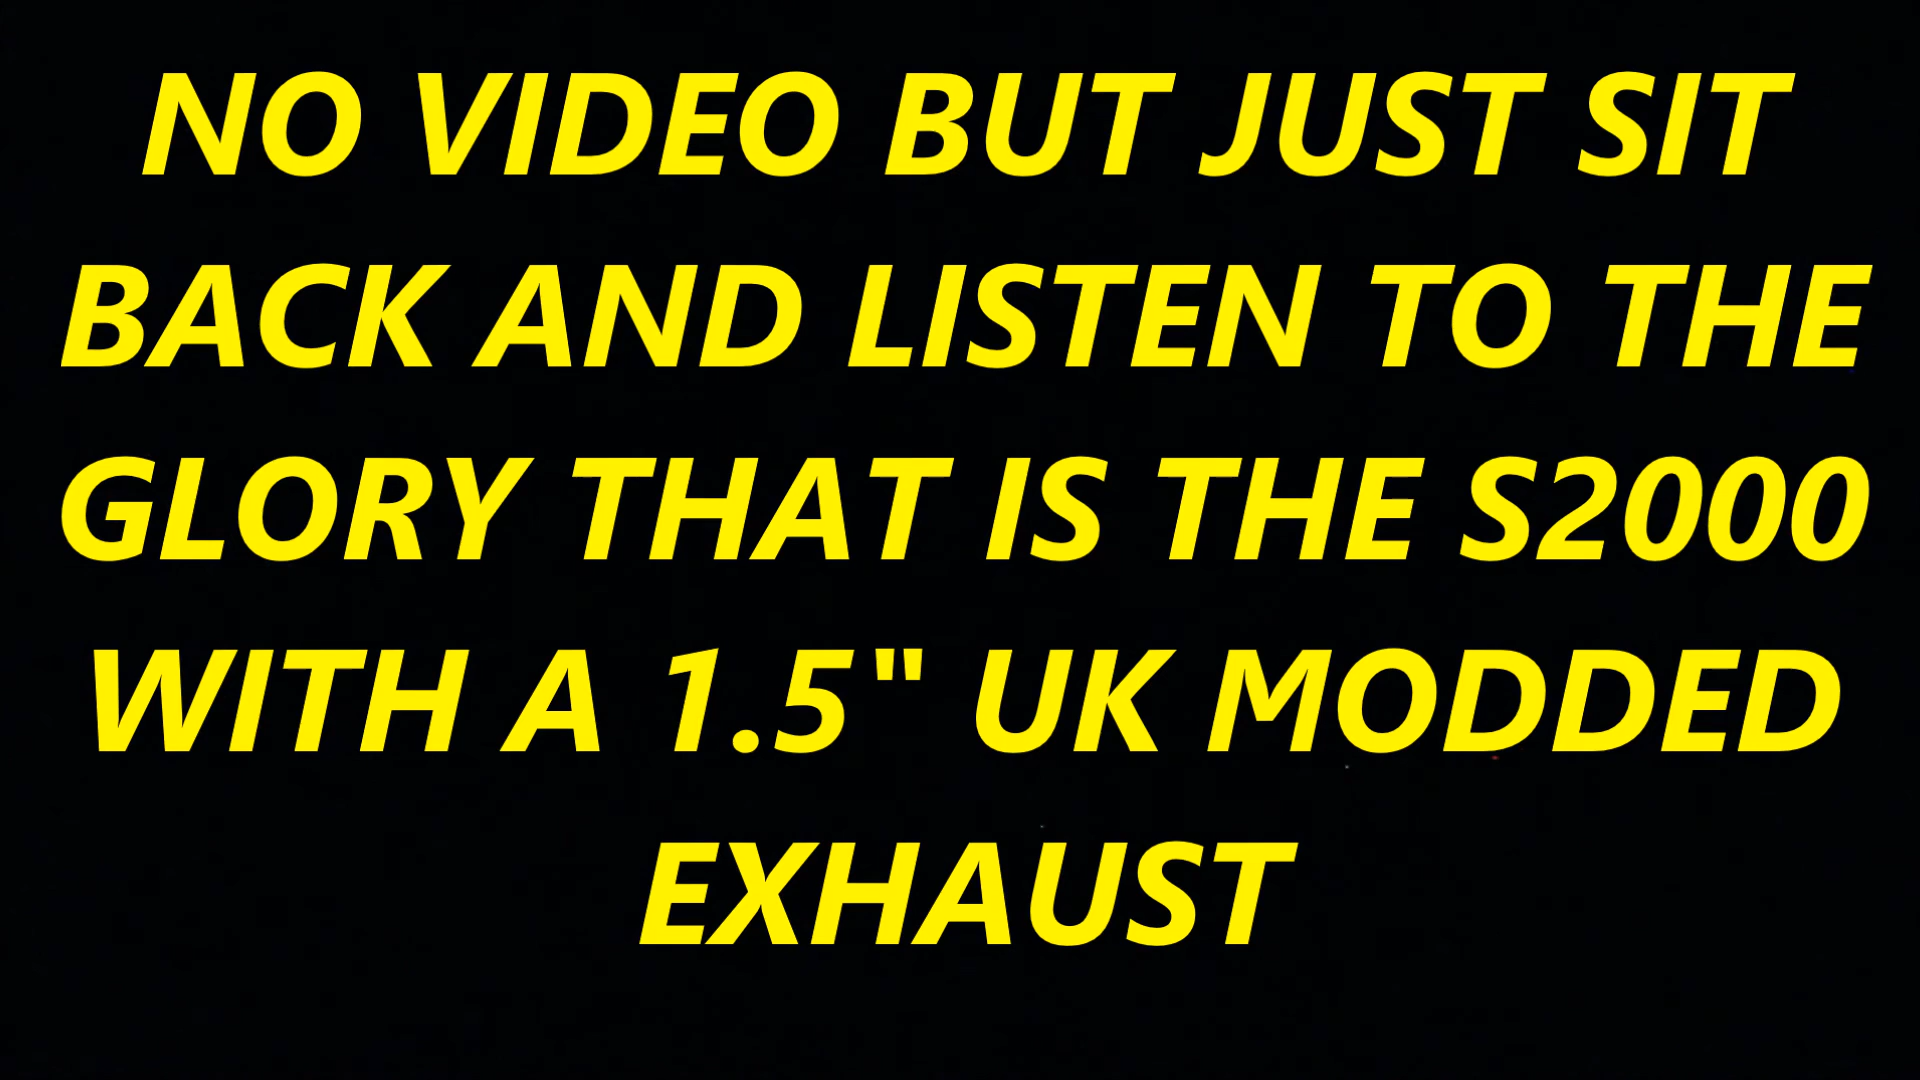 NO VIDEO BUT JUST SIT
BACK AND LISTEN TO THE
GLORY THAT IS THE S2000
WITH A 1.5" UK MODDED
EXHAUST